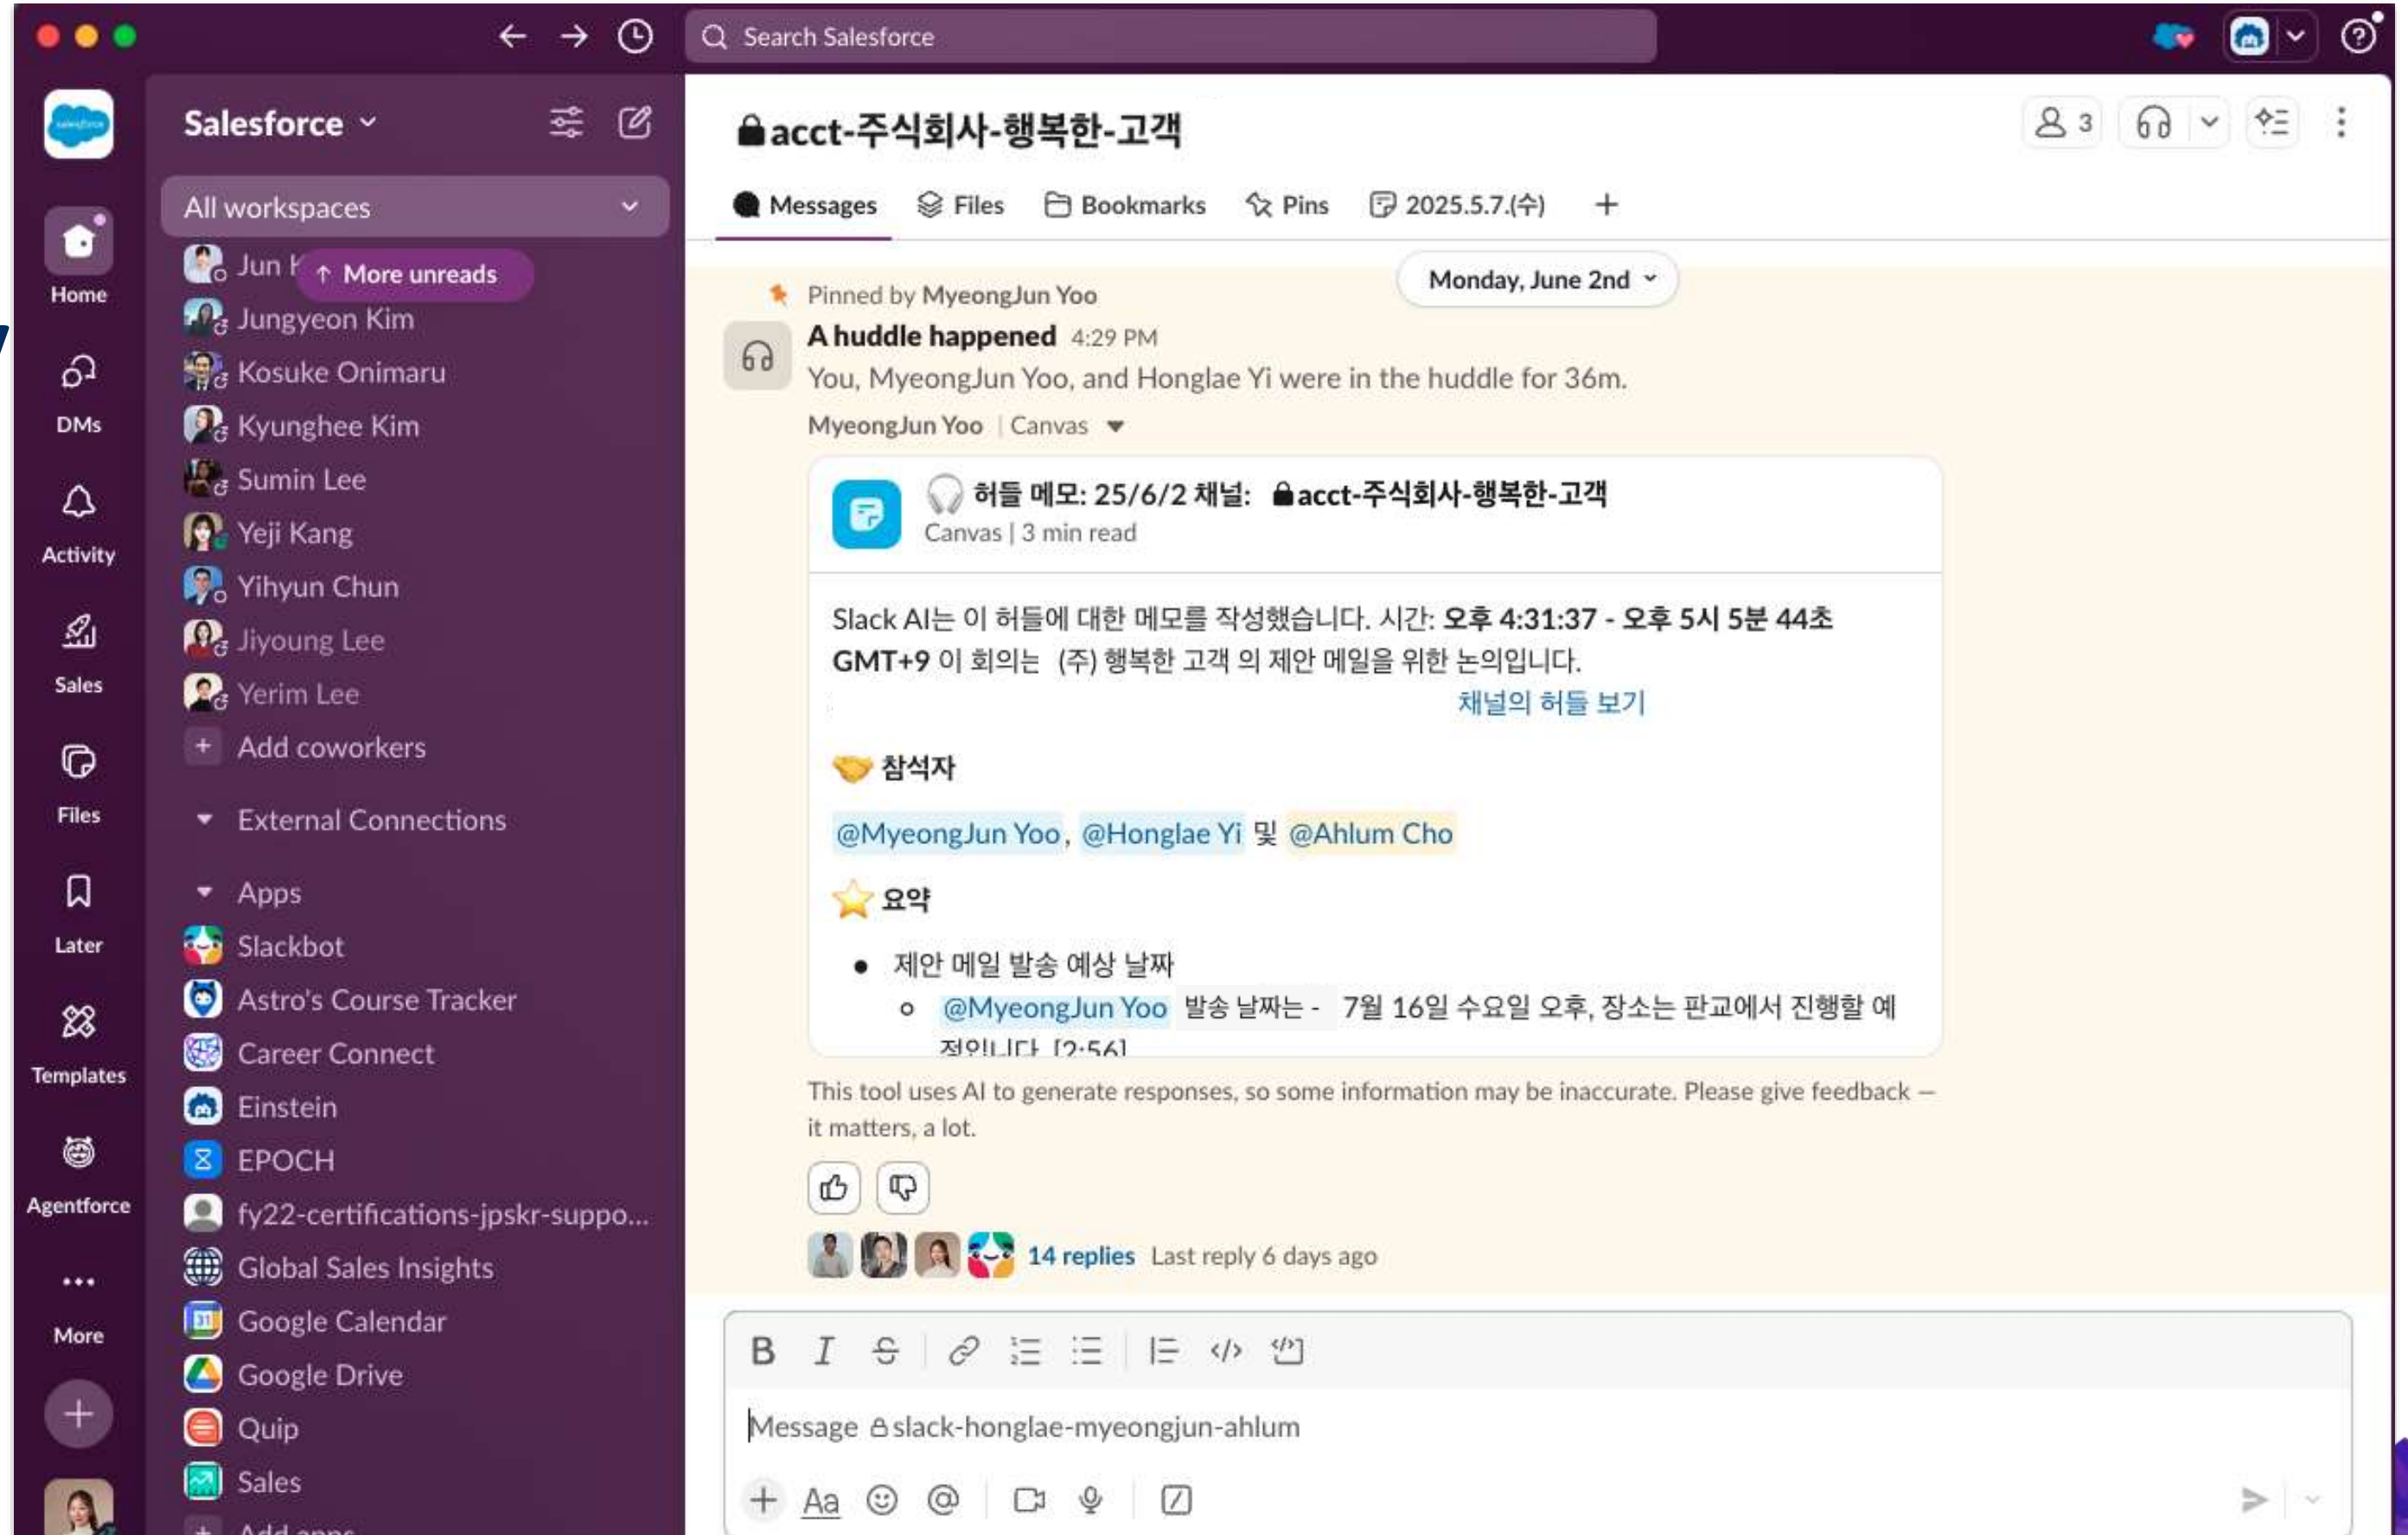 Search Salesforce
salesforce
Home
DMs
Activity
Sales
Files
Later
Templates
Agentforce
More
Salesforce
All workspaces
Jun
More unreads
Jungyeon Kim
Kosuke Onimaru
Kyunghee Kim
Sumin Lee
Yeji Kang
Yihyun Chun
Jiyoung Lee
Yerim Lee
Add coworkers
External Connections
Apps
Slackbot
Astro's Course Tracker
Career Connect
Einstein
EPOCH
fy22-certifications-jpskr-suppo...
Global Sales Insights
Google Calendar
Google Drive
Quip
Sales
Add apps
acct-주식회사-행복한-고객
3
Messages
Files
Bookmarks
Pins
2025.5.7.(수)
Monday, June 2nd
Pinned by MyeongJun Yoo
A huddle happened 4:29 PM
You, MyeongJun Yoo, and Honglae Yi were in the huddle for 36m.
MyeongJun Yoo | Canvas
허들 메모: 25/6/2 채널: acct-주식회사-행복한-고객
Canvas | 3 min read
Slack AI는 이 허들에 대한 메모를 작성했습니다. 시간: 오후 4:31:37 - 오후 5시 5분 44초
GMT+9 이 회의는 (주) 행복한 고객 의 제안 메일을 위한 논의입니다.
채널의 허들 보기
참석자
@MyeongJun Yoo, @Honglae Yi 및 @Ahlum Cho
요약
제안 메일 발송 예상 날짜
@MyeongJun Yoo 발송 날짜는 - 7월 16일 수요일 오후, 장소는 판교에서 진행할 예
정입니다. [2:56]
This tool uses AI to generate responses, so some information may be inaccurate. Please give feedback —
it matters, a lot.
14 replies Last reply 6 days ago
Message slack-honglae-myeongjun-ahlum
Aa